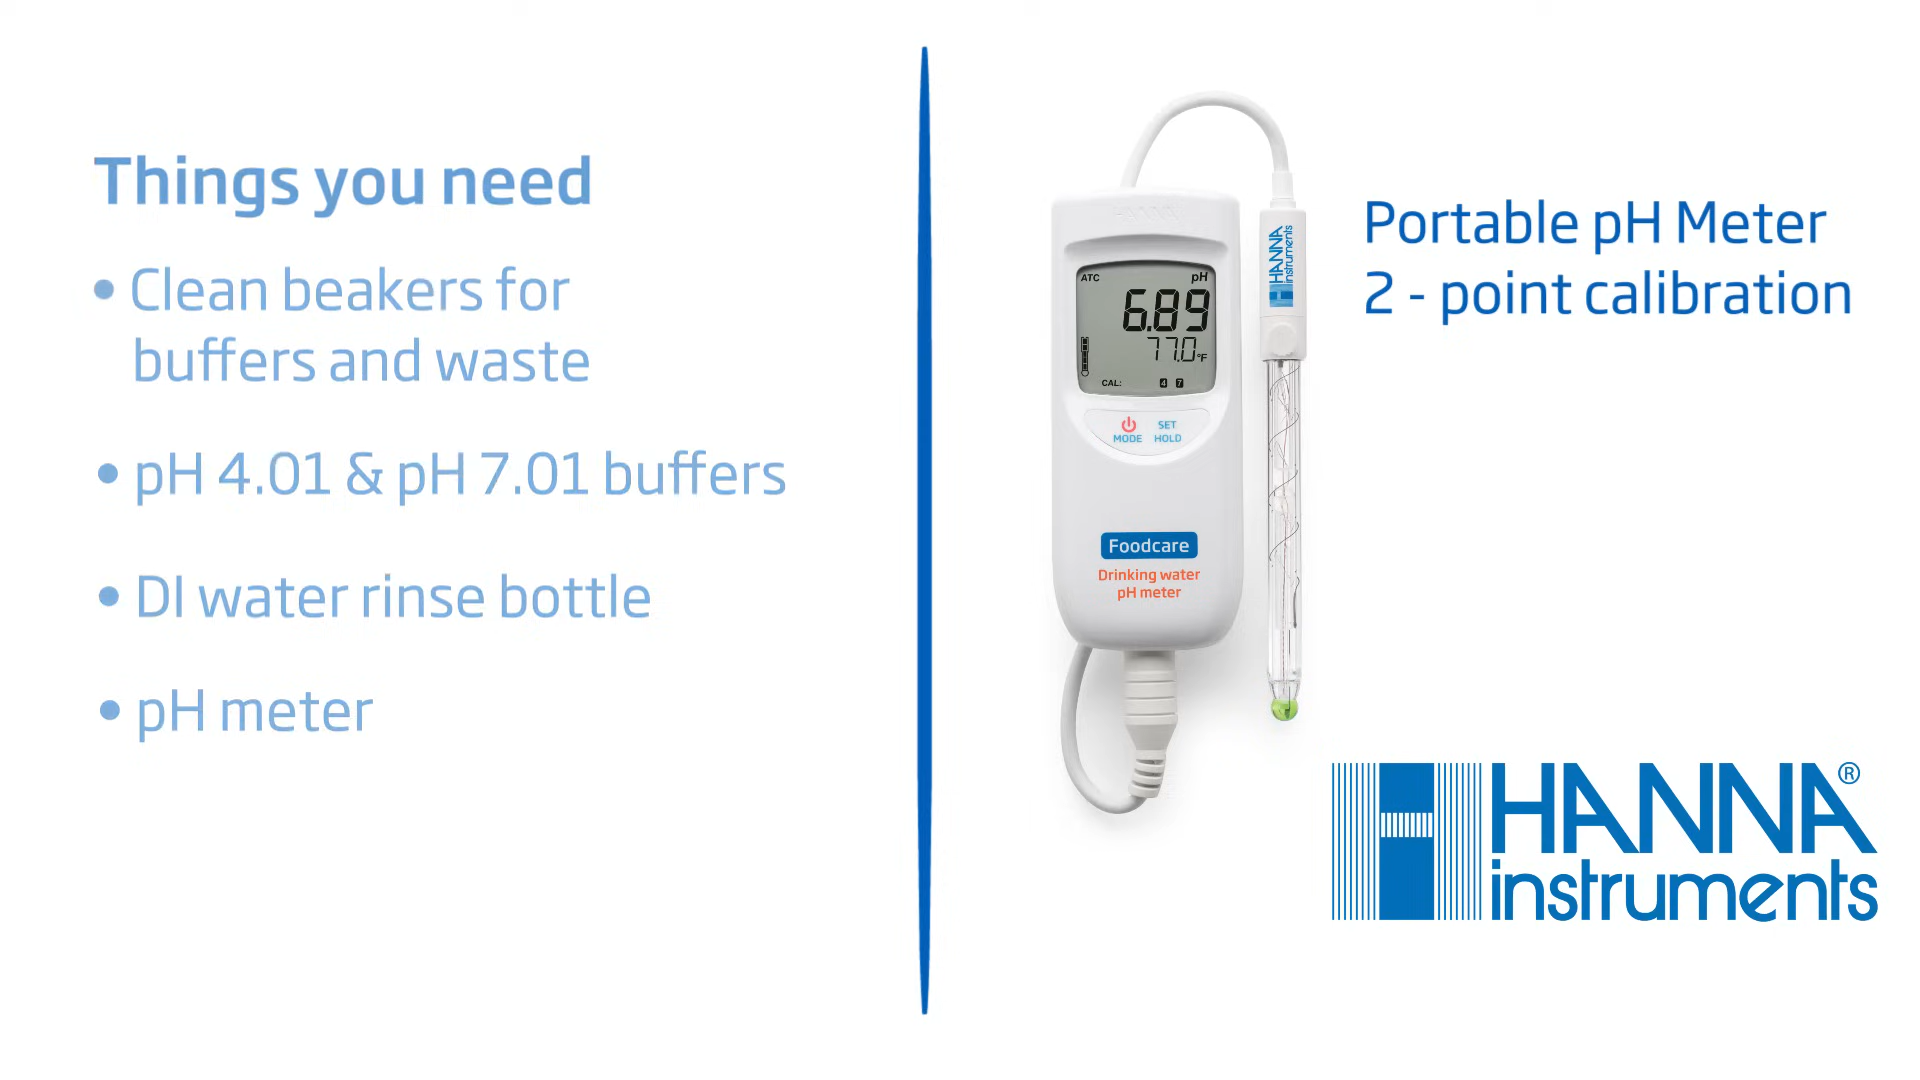 Things you need
• Clean beakers for
buffers and waste
• pH 4.01 & pH 7.01 buffers
• DI water rinse bottle
• pH meter
HANNA
ATC pH
6.89
77.0°F
CAL: 4 7
MODE SET HOLD
Foodcare
Drinking water
pH meter
HANNA
instruments
Portable pH Meter
2 - point calibration
HANNA®
instruments